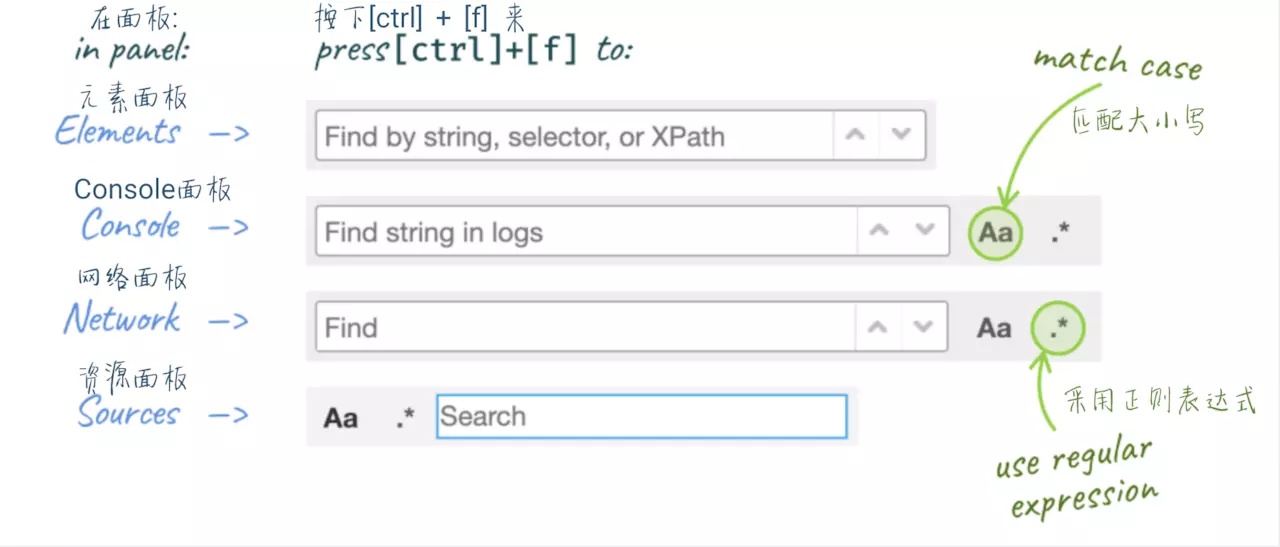 在面板:
按下[ctrl] + [f] 来
in panel:
press[ctrl]+[f] to:
match case
匹配大小写
元素面板
Elements —>
Find by string, selector, or XPath
Console面板
Console —>
Find string in logs
Aa .*
网络面板
Network —>
Find
Aa .*
资源面板
Sources —>
Aa .* Search
采用正则表达式
use regular
expression